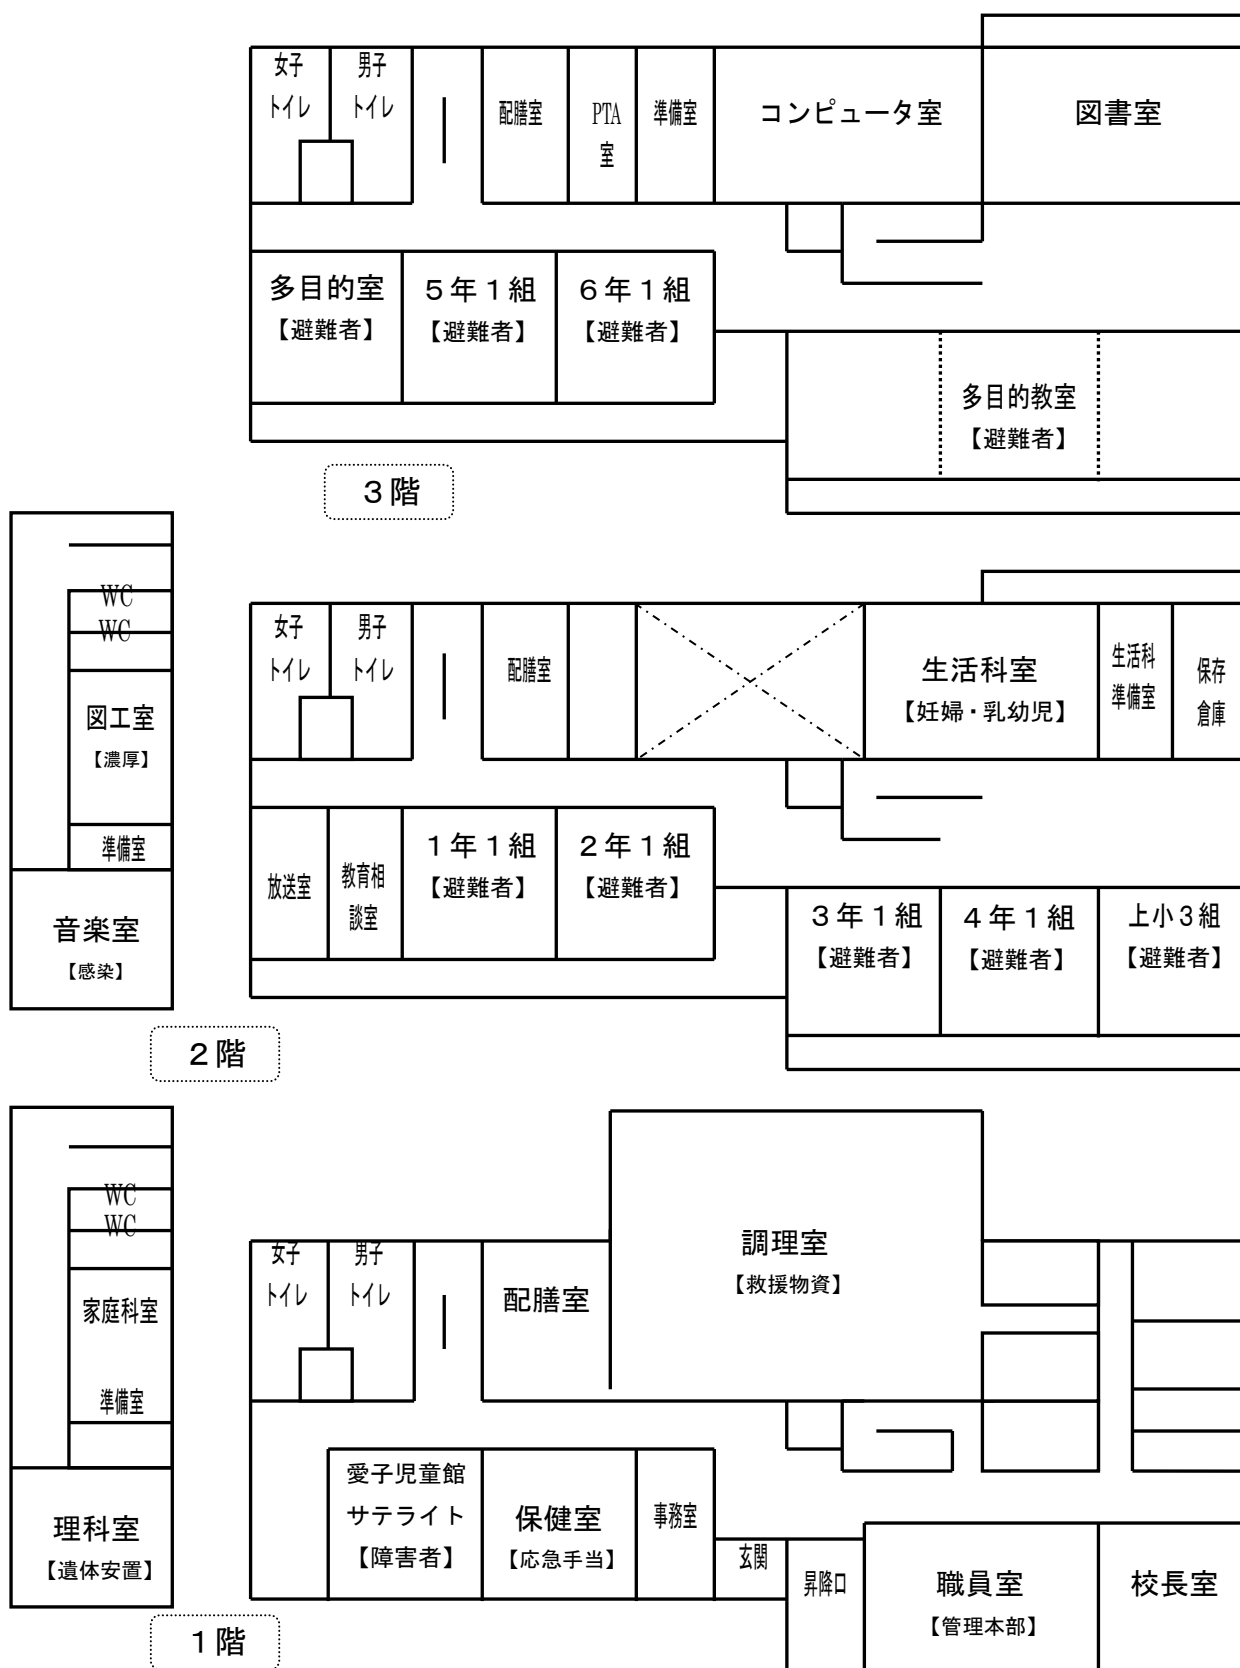 女子
トイレ
男子
トイレ
配膳室
PTA
室
準備室
コンピュータ室
図書室
多目的室
【避難者】
５年１組
【避難者】
６年１組
【避難者】
多目的教室
【避難者】
３階
WC
WC
図工室
【濃厚】
準備室
音楽室
【感染】
女子
トイレ
男子
トイレ
配膳室
生活科室
【妊婦・乳幼児】
生活科
準備室
保存
倉庫
放送室
教育相
談室
１年１組
【避難者】
２年１組
【避難者】
３年１組
【避難者】
４年１組
【避難者】
上小３組
【避難者】
２階
WC
WC
家庭科室
準備室
理科室
【遺体安置】
女子
トイレ
男子
トイレ
配膳室
調理室
【救援物資】
愛子児童館
サテライト
【障害者】
保健室
【応急手当】
事務室
玄関
昇降口
職員室
【管理本部】
校長室
１階